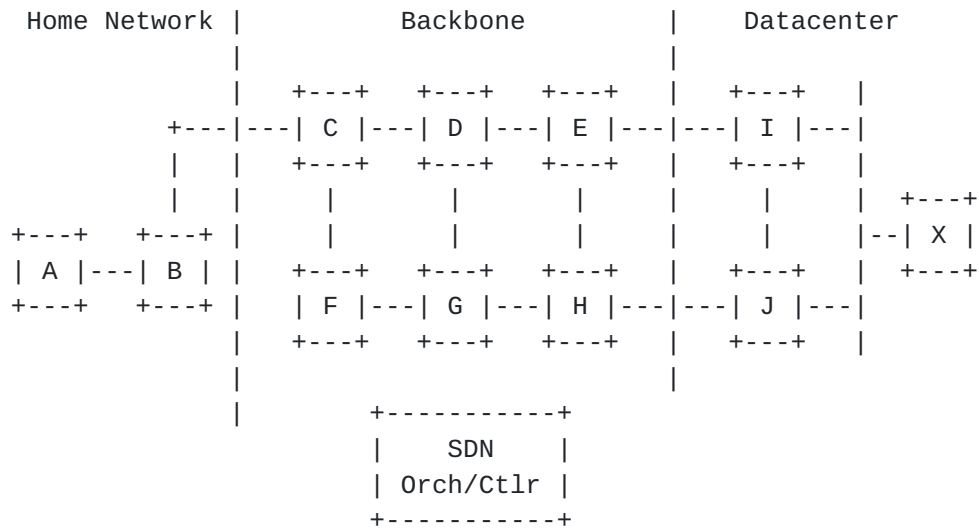 Home Network | Backbone | Datacenter
C D E I
X
A B
F G H J
SDN
Orch/Ctlr